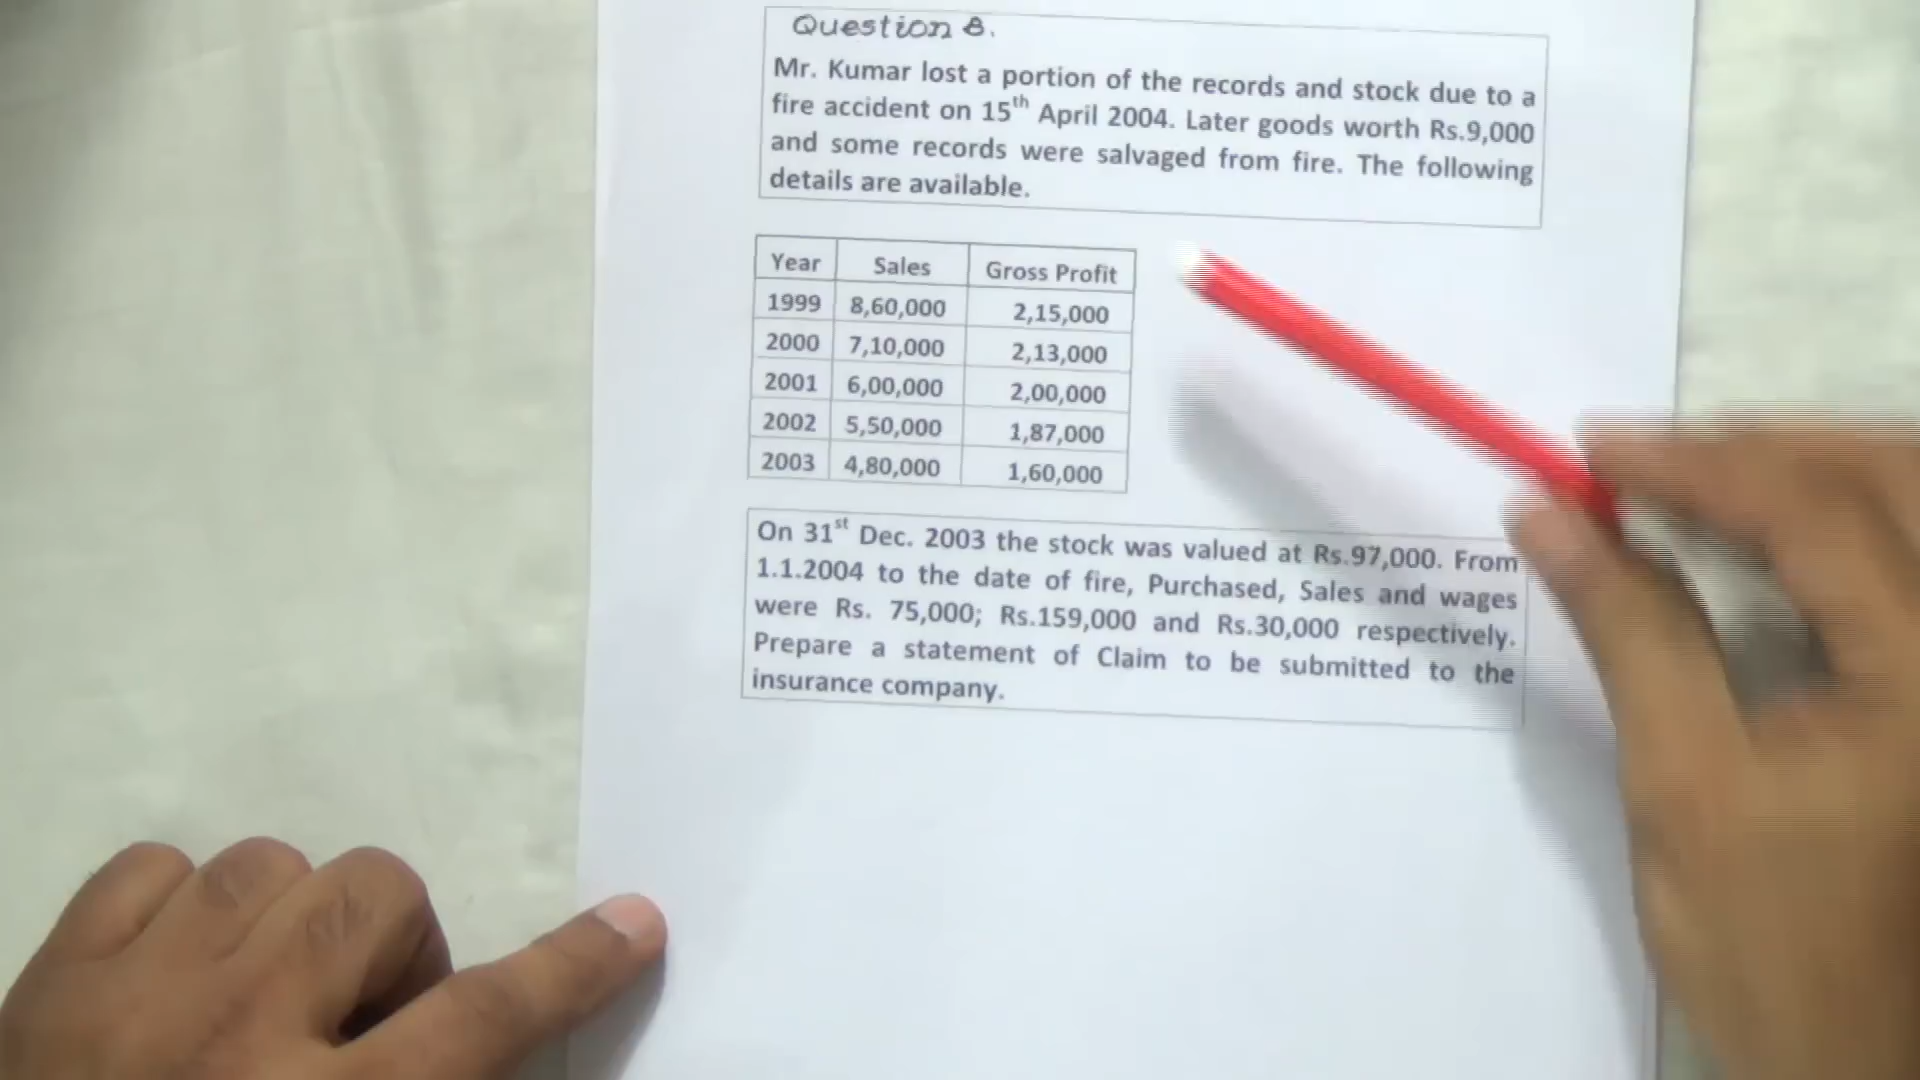 Question 8.
Mr. Kumar lost a portion of the records and stock due to a
fire accident on 15th April 2004. Later goods worth Rs.9,000
and some records were salvaged from fire. The following
details are available.
Year Sales Gross Profit
1999 8,60,000 2,15,000
2000 7,10,000 2,13,000
2001 6,00,000 2,00,000
2002 5,50,000 1,87,000
2003 4,80,000 1,60,000
On 31st Dec. 2003 the stock was valued at Rs.97,000. From
1.1.2004 to the date of fire, Purchased, Sales and wages
were Rs. 75,000; Rs.159,000 and Rs.30,000 respectively.
Prepare a statement of Claim to be submitted to the
insurance company.